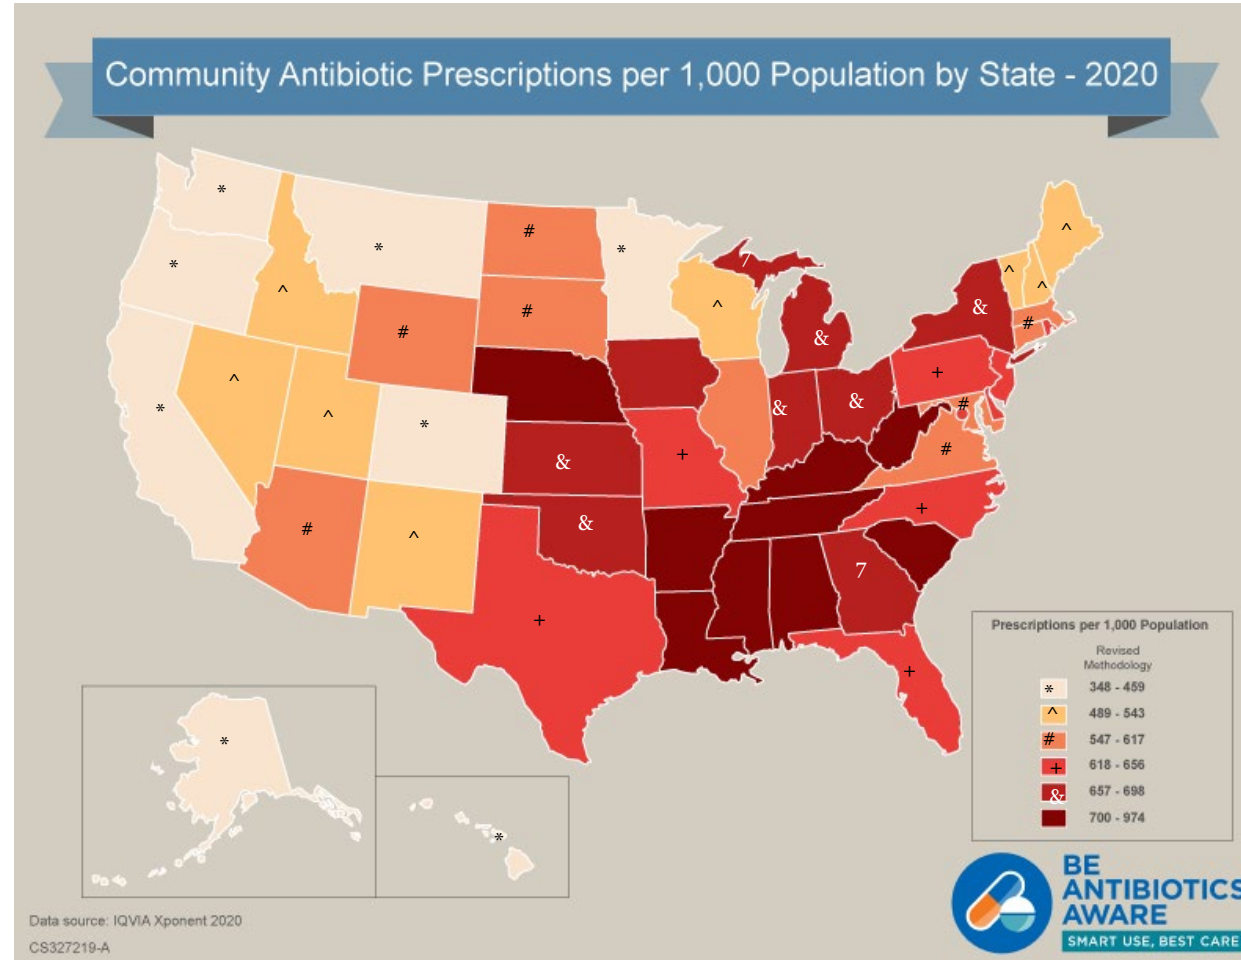 Community Antibiotic Prescriptions per 1,000 Population by State - 2020
*
#
*
*
^
*
7
^
^
^
*
^
#
#
^
&
&
#
#
+
^
*
^
*
&
&
#
+
&
#
+
#
^
&
7
+
+
*
*
Prescriptions per 1,000 Population
Revised
Methodology
* 348 - 459
^ 489 - 543
# 547 - 617
+ 618 - 656
& 657 - 698
700 - 974
BE
ANTIBIOTICS
AWARE
SMART USE, BEST CARE
Data source: IQVIA Xponent 2020
CS327219-A